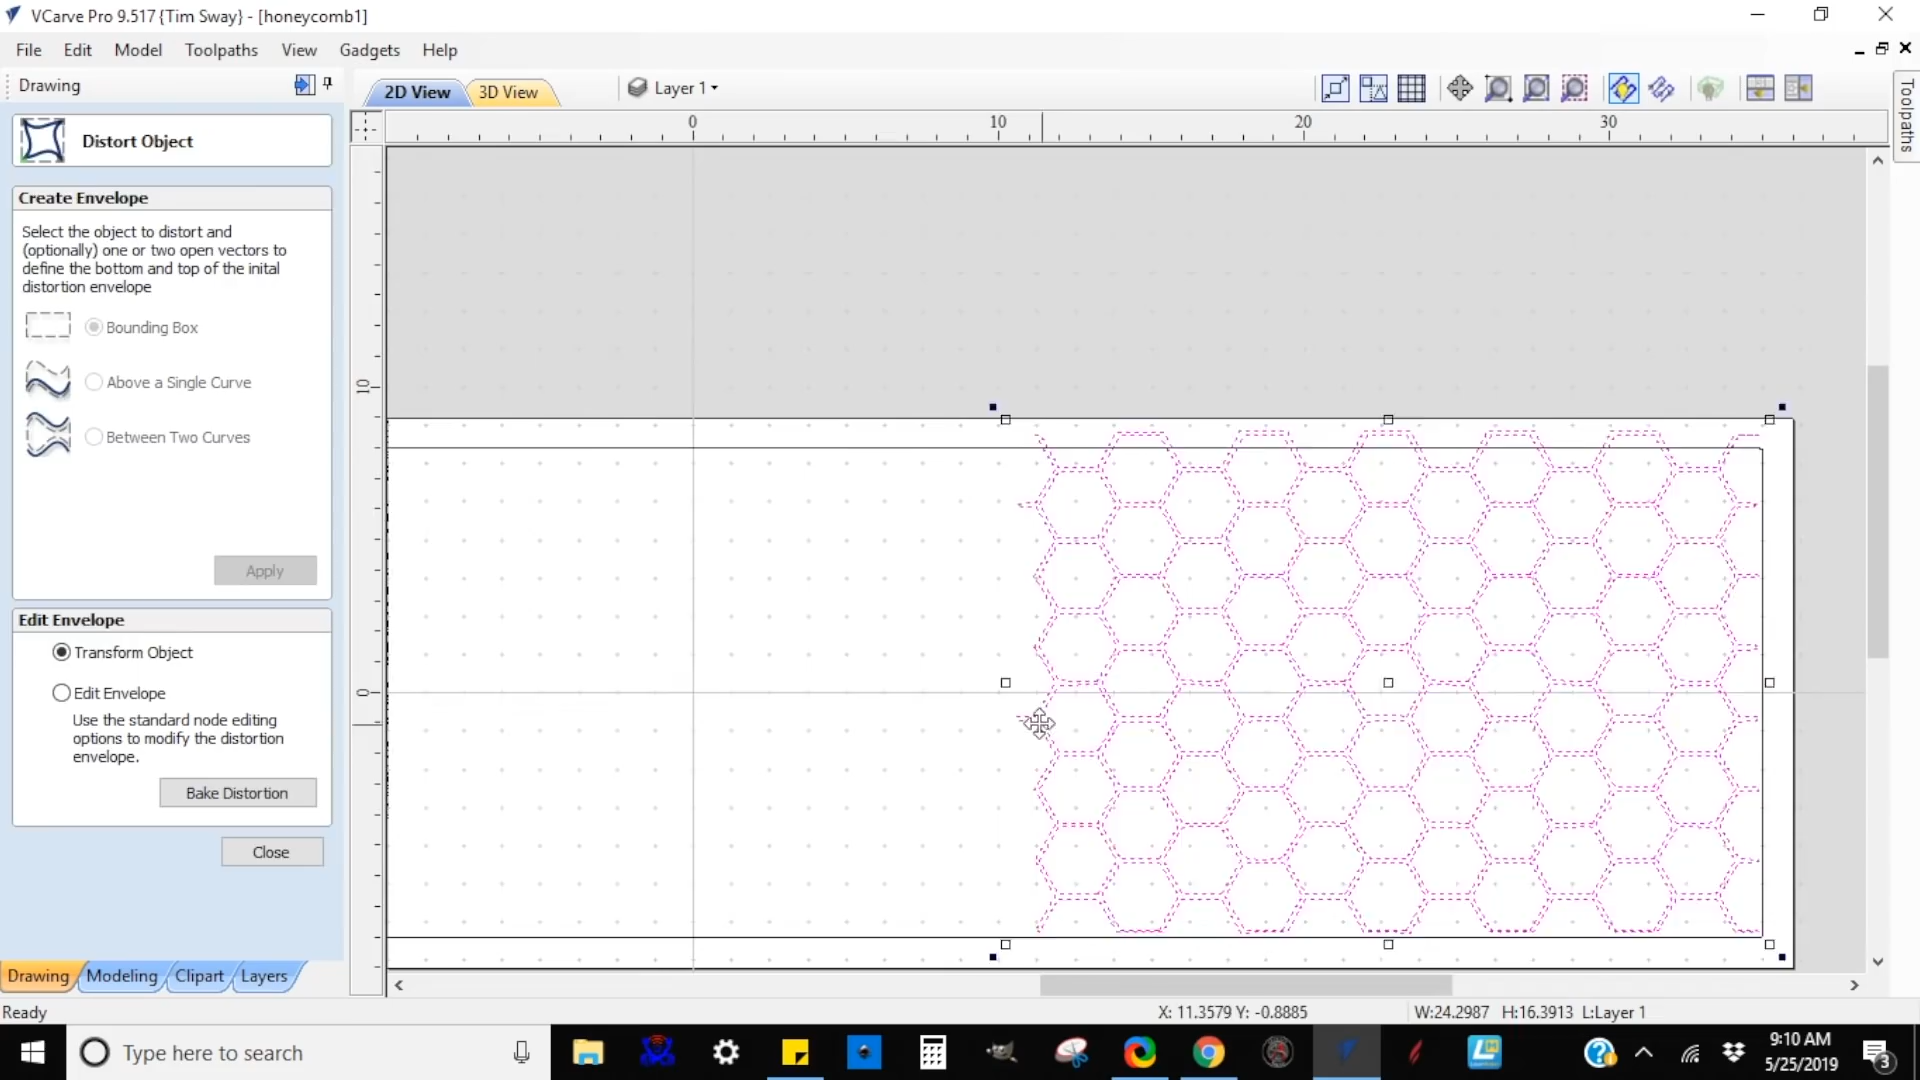 VCarve Pro 9.517 {Tim Sway} - [honeycomb1]
File Edit Model Toolpaths View Gadgets Help
Drawing
2D View 3D View Layer 1
Toolpaths
0 10 20 30
Distort Object
Create Envelope
Select the object to distort and
(optionally) one or two open vectors to
define the bottom and top of the inital
distortion envelope
Bounding Box
Above a Single Curve
Between Two Curves
Apply
10
0
Edit Envelope
Transform Object
Edit Envelope
Use the standard node editing
options to modify the distortion
envelope.
Bake Distortion
Close
Drawing Modeling Clipart Layers
Ready X: 11.3579 Y: -0.8885 W:24.2987 H:16.3913 L:Layer 1
Type here to search
9:10 AM
5/25/2019
3